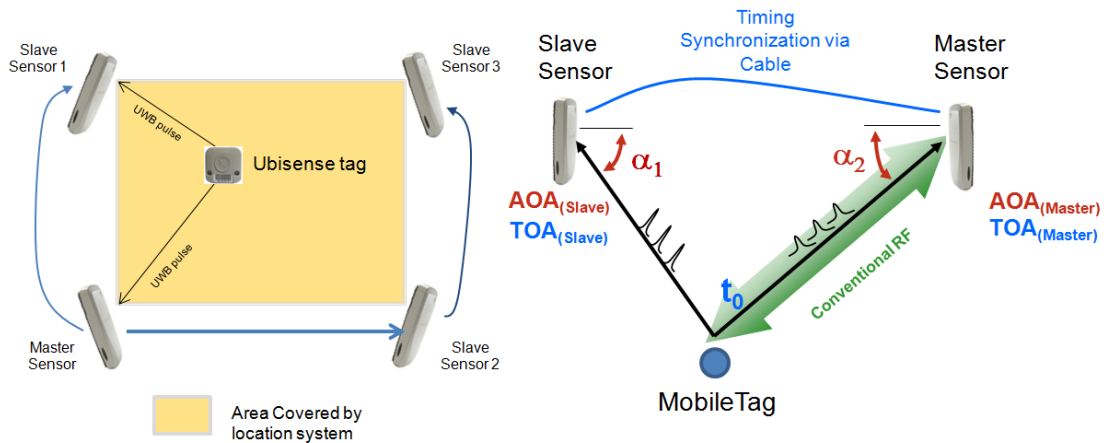 Slave
Sensor 1
Slave
Sensor 3
UWB pulse
Ubisense tag
UWB pulse
Master
Sensor
Slave
Sensor 2
Area Covered by
location system
Timing
Synchronization via
Cable
Slave
Sensor
Master
Sensor
α1
α2
AOA(Slave)
TOA(Slave)
AOA(Master)
TOA(Master)
Conventional RF
t0
MobileTag